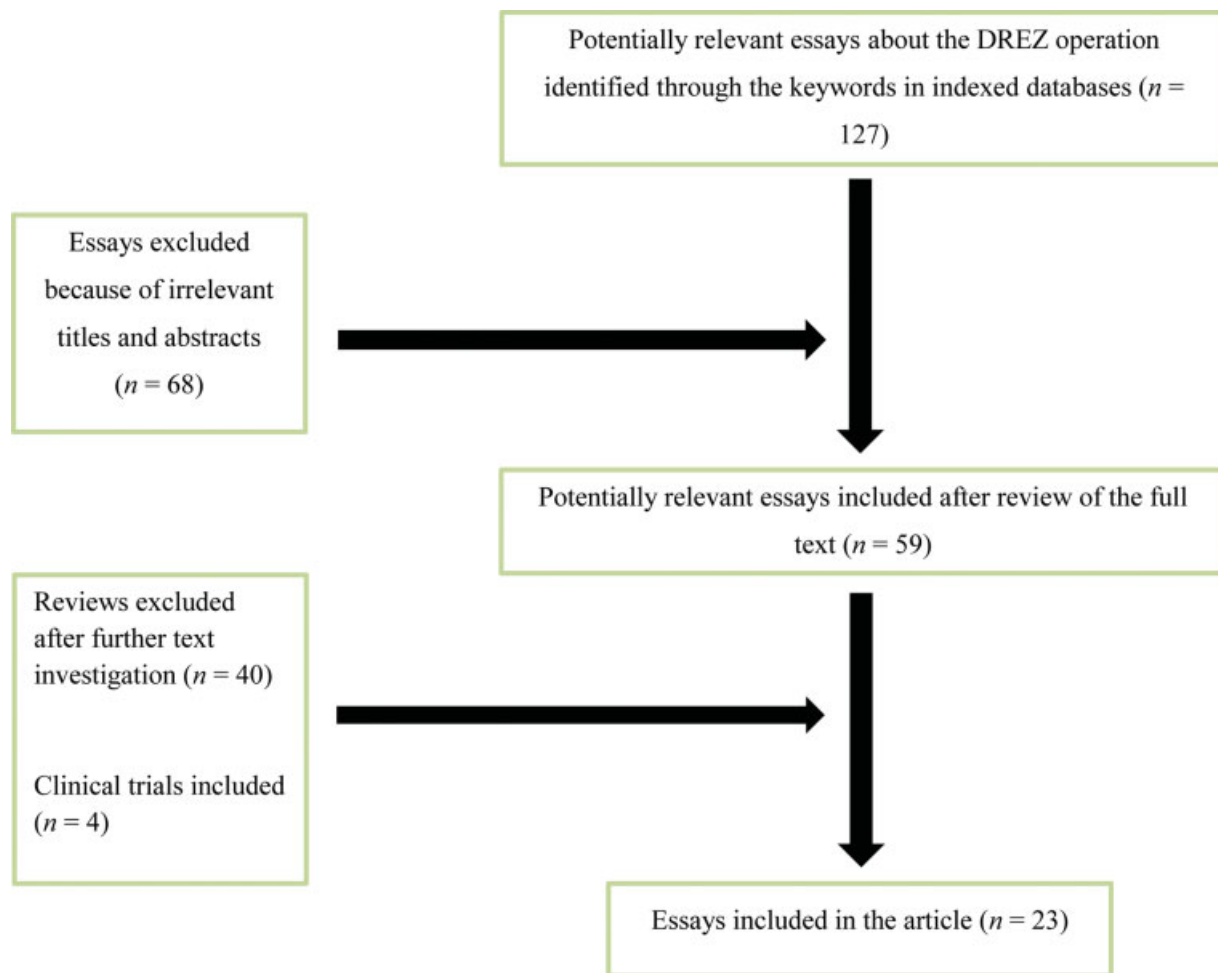 Potentially relevant essays about the DREZ operation
identified through the keywords in indexed databases (n =
127)
Essays excluded
because of irrelevant
titles and abstracts
(n = 68)
Potentially relevant essays included after review of the full
text (n = 59)
Reviews excluded
after further text
investigation (n = 40)
Clinical trials included
(n = 4)
Essays included in the article (n = 23)